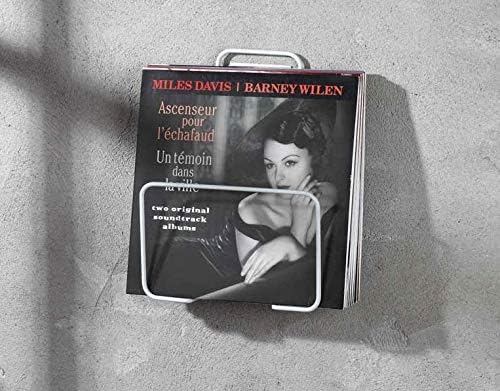 MILES DAVIS | BARNEY WILEN
Ascenseur
pour
l'échafaud
Un témoin
dans
la ville
two original
soundtrack
albums